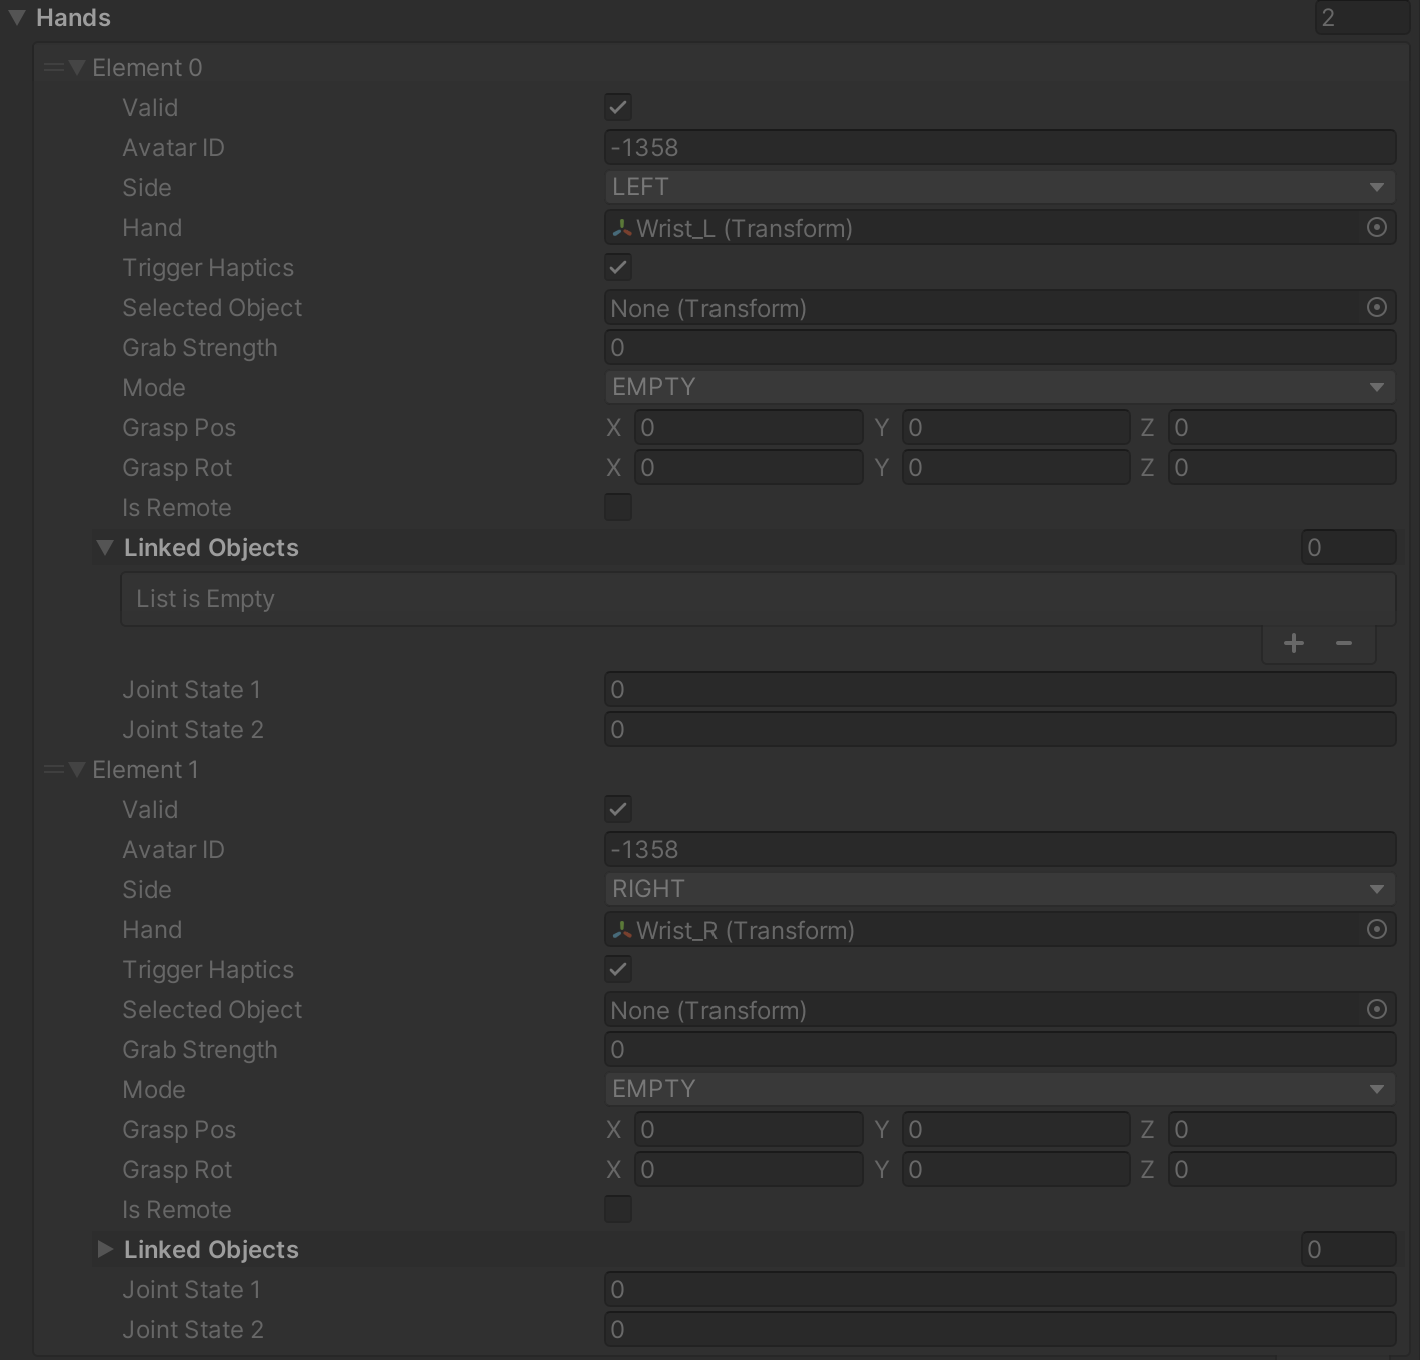 Hands 2
Element 0
Valid
Avatar ID -1358
Side LEFT
Hand Wrist_L (Transform)
Trigger Haptics
Selected Object None (Transform)
Grab Strength 0
Mode EMPTY
Grasp Pos X 0 Y 0 Z 0
Grasp Rot X 0 Y 0 Z 0
Is Remote
Linked Objects 0
List is Empty
+ −
Joint State 1 0
Joint State 2 0
Element 1
Valid
Avatar ID -1358
Side RIGHT
Hand Wrist_R (Transform)
Trigger Haptics
Selected Object None (Transform)
Grab Strength 0
Mode EMPTY
Grasp Pos X 0 Y 0 Z 0
Grasp Rot X 0 Y 0 Z 0
Is Remote
Linked Objects 0
Joint State 1 0
Joint State 2 0